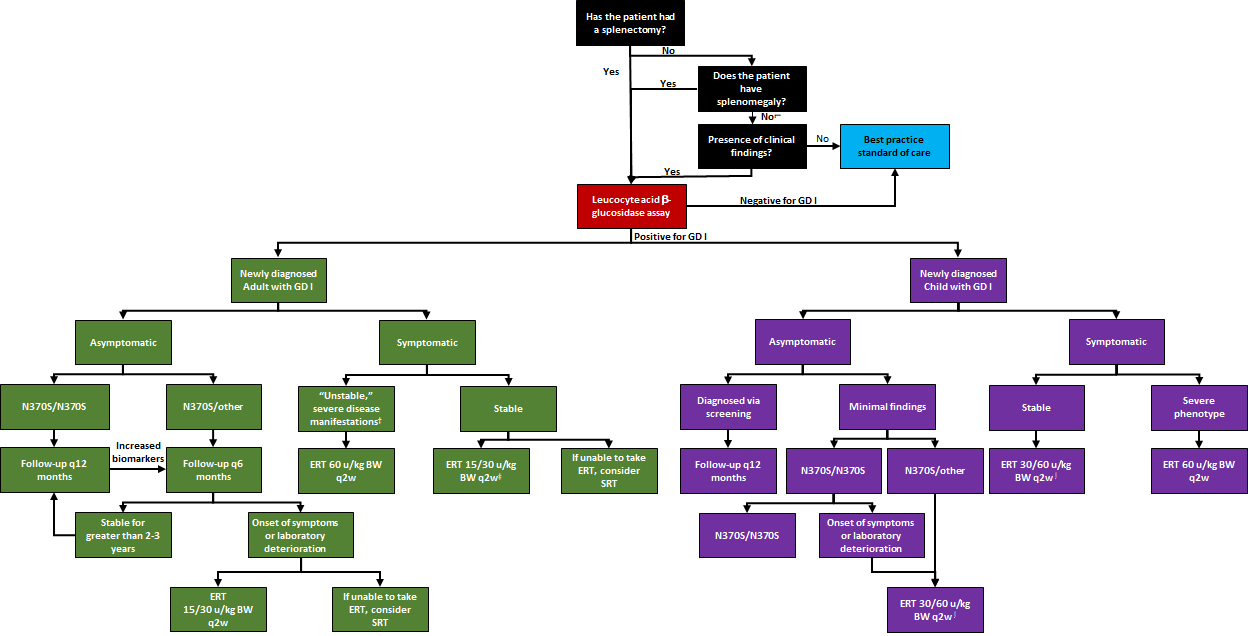 Has the patient had
a splenectomy?
No
Yes
Does the patient
have
splenomegaly?
Yes
No⌐
Presence of clinical
findings?
No
Best practice
standard of care
Yes
Leucocyte acid β-
glucosidase assay
Negative for GD I
Positive for GD I
Newly diagnosed
Adult with GD I
Newly diagnosed
Child with GD I
Asymptomatic
Symptomatic
Asymptomatic
Symptomatic
N370S/N370S
N370S/other
“Unstable,”
severe disease
manifestations‡
Stable
Diagnosed via
screening
Minimal findings
Stable
Severe
phenotype
Follow-up q12
months
Increased
biomarkers
Follow-up q6
months
ERT 60 u/kg BW
q2w
ERT 15/30 u/kg
BW q2w‡
If unable to take
ERT, consider
SRT
Follow-up q12
months
N370S/N370S
N370S/other
ERT 30/60 u/kg
BW q2w
ERT 60 u/kg BW
q2w
Stable for
greater than 2-3
years
Onset of symptoms
or laboratory
deterioration
N370S/N370S
Onset of symptoms
or laboratory
deterioration
ERT
15/30 u/kg BW
q2w
If unable to take
ERT, consider
SRT
ERT 30/60 u/kg
BW q2w